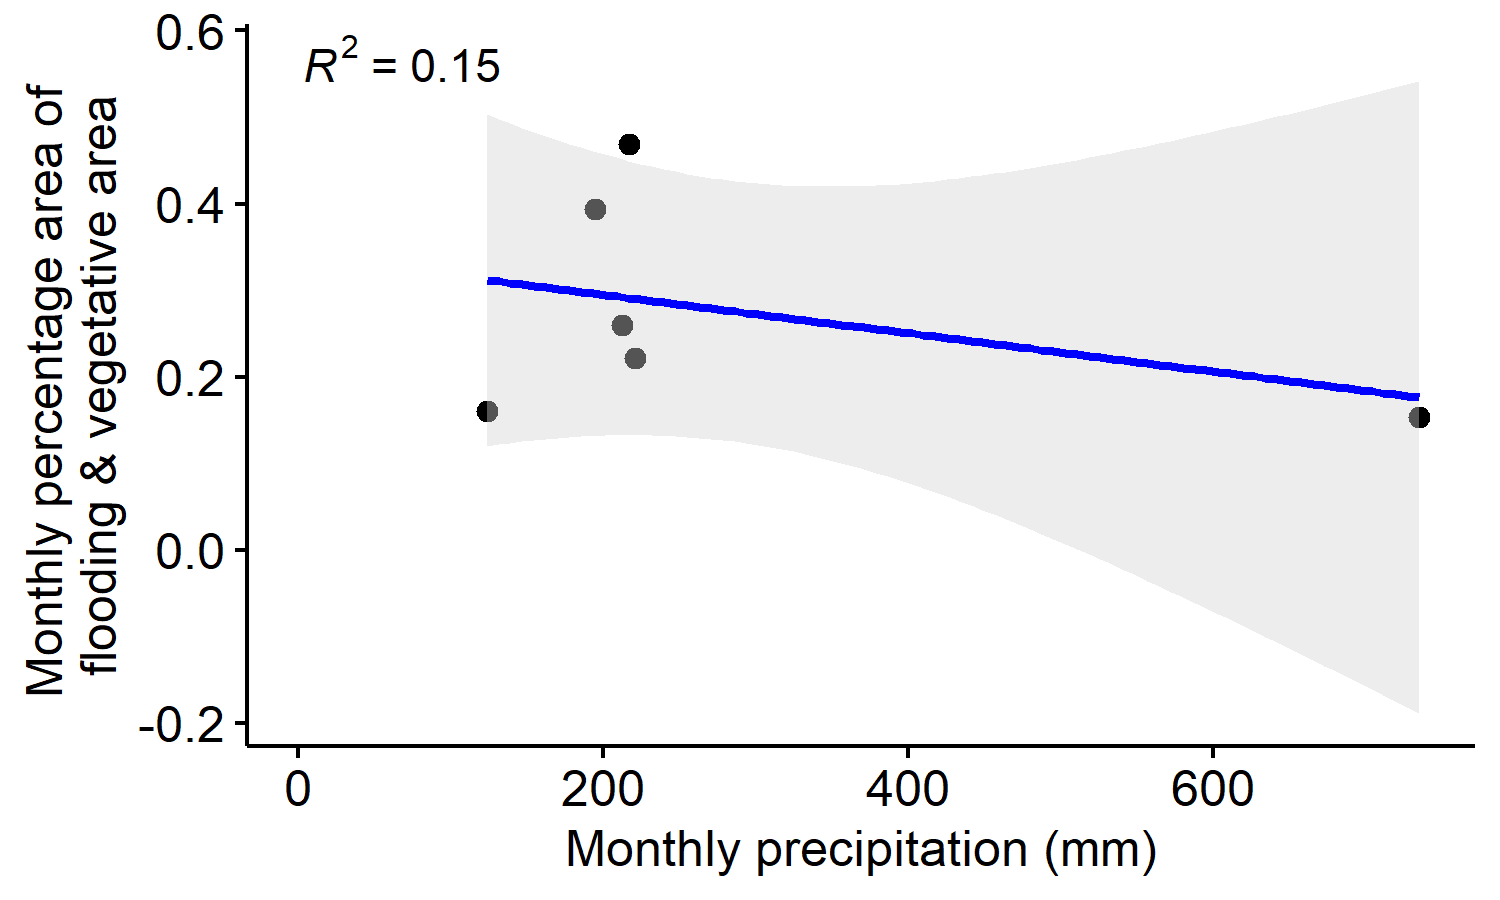 R² = 0.15
0.6
0.4
0.2
0.0
-0.2
Monthly percentage area of
flooding & vegetative area
0 200 400 600
Monthly precipitation (mm)